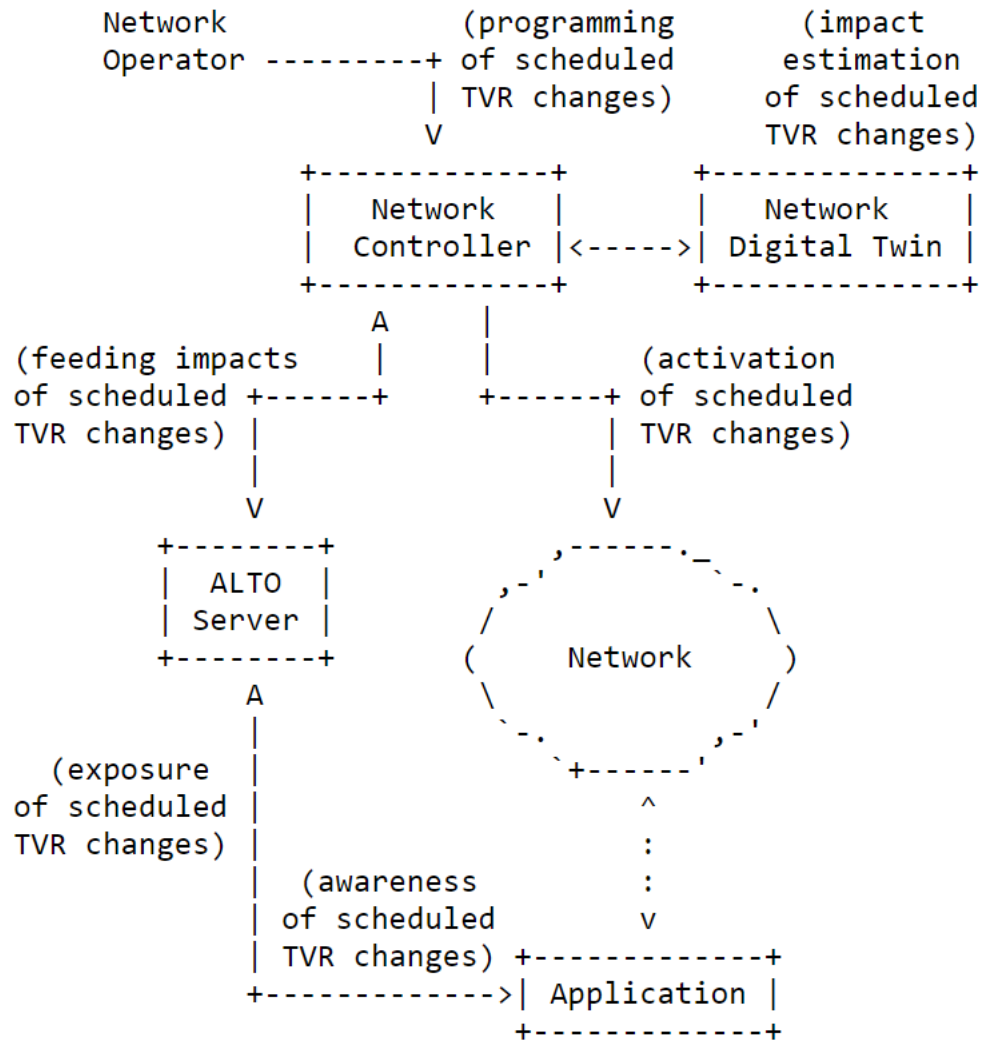 Network (programming (impact
Operator ---------+ of scheduled estimation
| TVR changes) of scheduled
V TVR changes)
+-------------+ +--------------+
| Network | | Network |
| Controller |<----->| Digital Twin |
+-------------+ +--------------+
A |
(feeding impacts | | (activation
of scheduled +------+ +------+ of scheduled
TVR changes) | | TVR changes)
| |
V V
+--------+ ,------._
| ALTO | ,-' `-.
| Server | / \
+--------+ ( Network )
A \ /
| `-. ,-'
(exposure | `+------'
of scheduled | ^
TVR changes) | :
| (awareness :
| of scheduled v
| TVR changes) +-------------+
+------------->| Application |
+-------------+